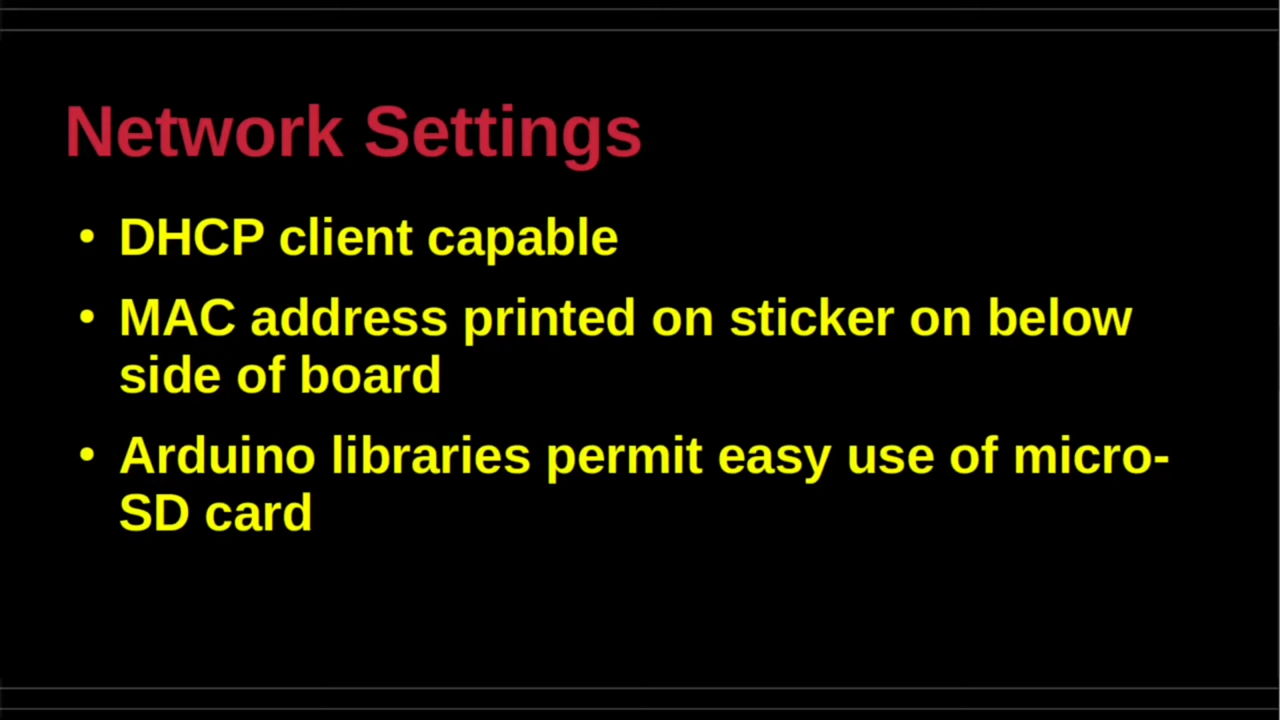 Network Settings
• DHCP client capable
• MAC address printed on sticker on below
side of board
• Arduino libraries permit easy use of micro-
SD card